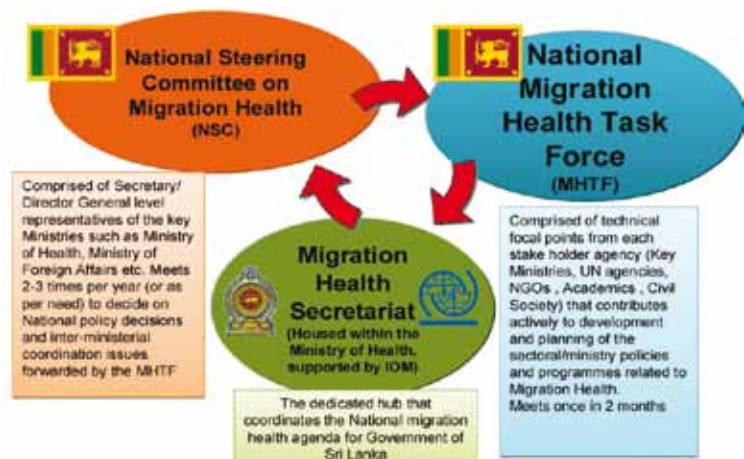 National Steering
Committee on
Migration Health
(NSC)
National
Migration
Health Task
Force
(MHTF)
Comprised of Secretary/
Director General level
representatives of the key
Ministries such as Ministry
of Health, Ministry of
Foreign Affairs etc. Meets
2-3 times per year (or as
per need) to decide on
National policy decisions
and Inter-ministerial
coordination issues
forwarded by the MHTF
Migration
Health
Secretariat
(Housed within the
Ministry of Health,
supported by IOM)
Comprised of technical
focal points from each
stake holder agency (Key
Ministries, UN agencies,
NGOs , Academics , Civil
Society) that contributes
actively to development
and planning of the
sectoral/ministry policies
and programmes related to
Migration Health.
Meets once in 2 months
The dedicated hub that
coordinates the National migration
health agenda for Government of
Sri Lanka